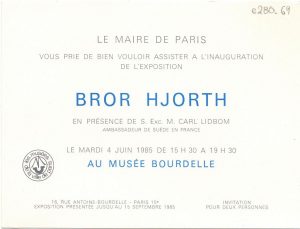 e280.69
LE MAIRE DE PARIS
VOUS PRIE DE BIEN VOULOIR ASSISTER A L'INAUGURATION
DE L'EXPOSITION
BROR HJORTH
EN PRÉSENCE DE S. Exc. M. CARL LIDBOM
AMBASSADEUR DE SUÈDE EN FRANCE
LE MARDI 4 JUIN 1985 DE 15 H 30 A 19 H 30
AU MUSÉE BOURDELLE
16, RUE ANTOINE-BOURDELLE - PARIS 15e
EXPOSITION PRÉSENTÉE JUSQU'AU 15 SEPTEMBRE 1985
INVITATION
POUR DEUX PERSONNES